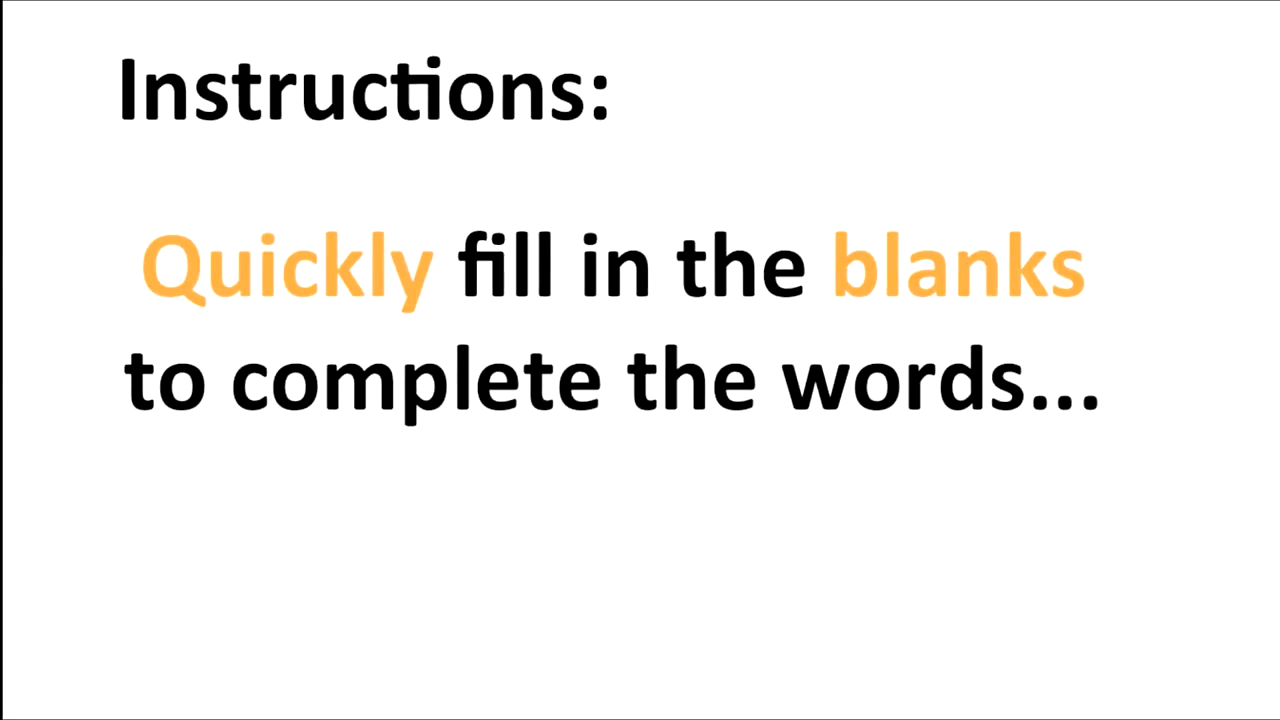 Instructions:
Quickly fill in the blanks
to complete the words...